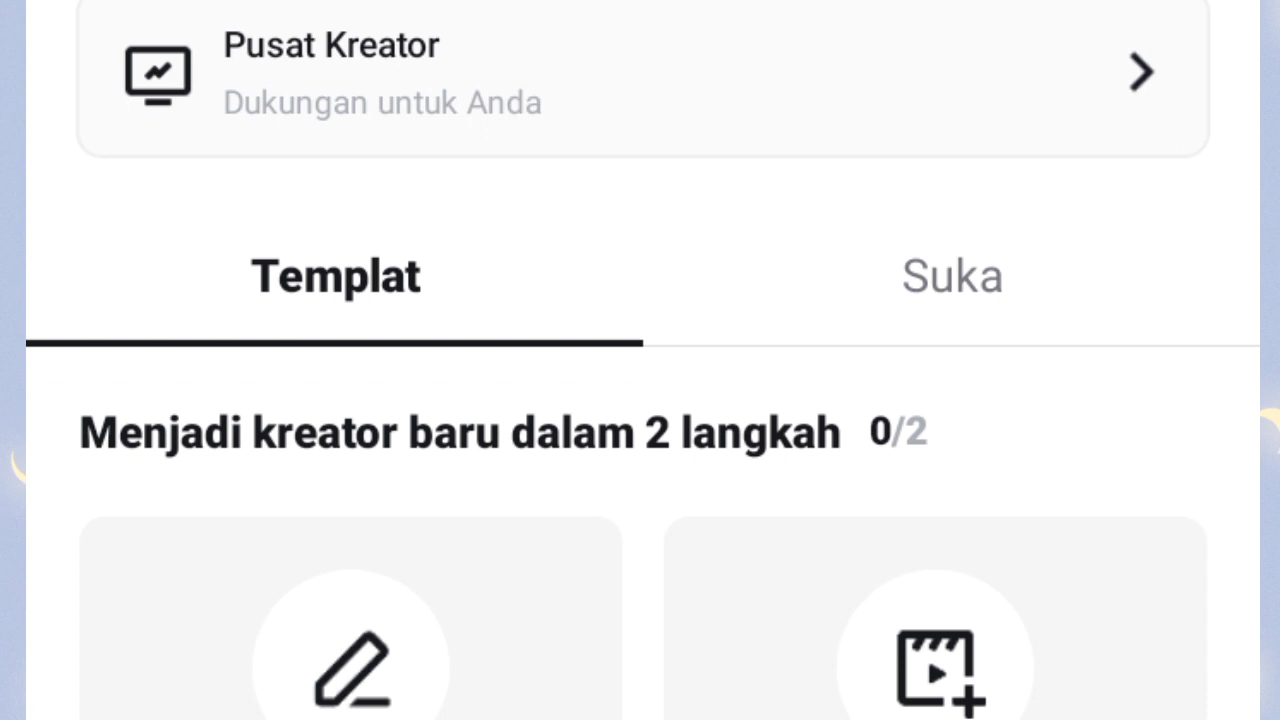 Pusat Kreator
Dukungan untuk Anda
Templat
Suka
Menjadi kreator baru dalam 2 langkah 0/2